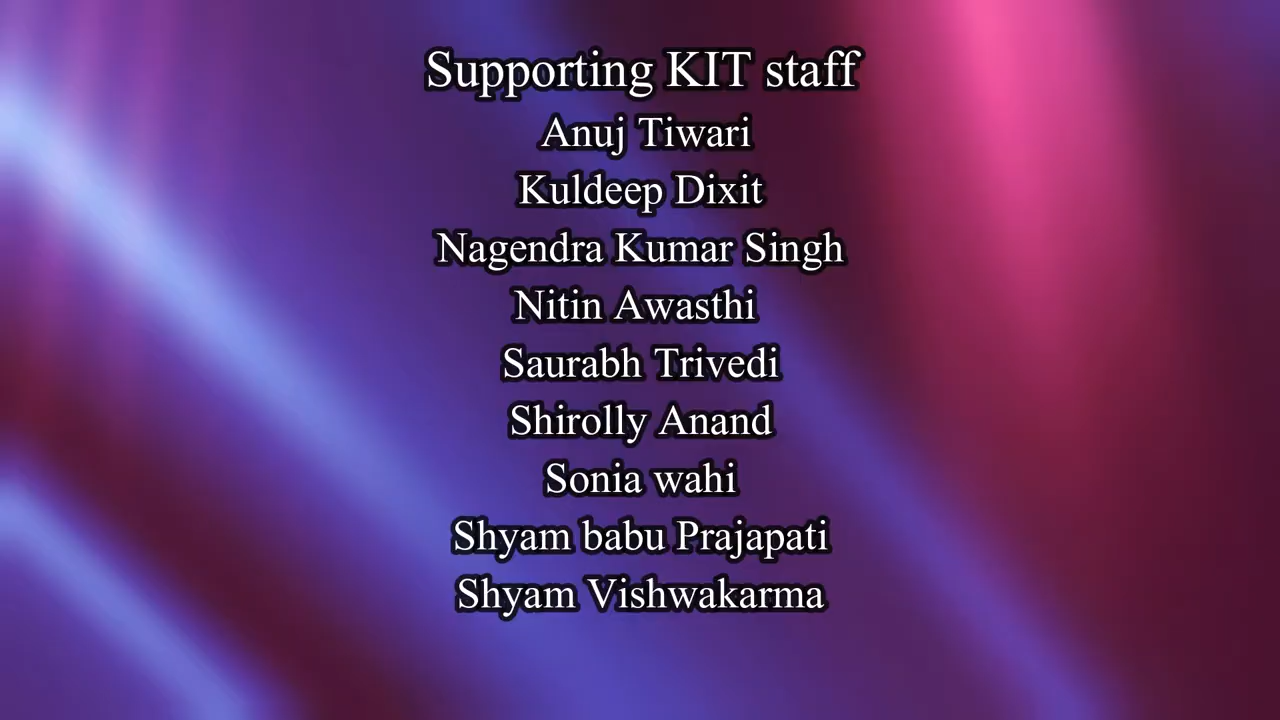 Supporting KIT staff
Anuj Tiwari
Kuldeep Dixit
Nagendra Kumar Singh
Nitin Awasthi
Saurabh Trivedi
Shirolly Anand
Sonia wahi
Shyam babu Prajapati
Shyam Vishwakarma